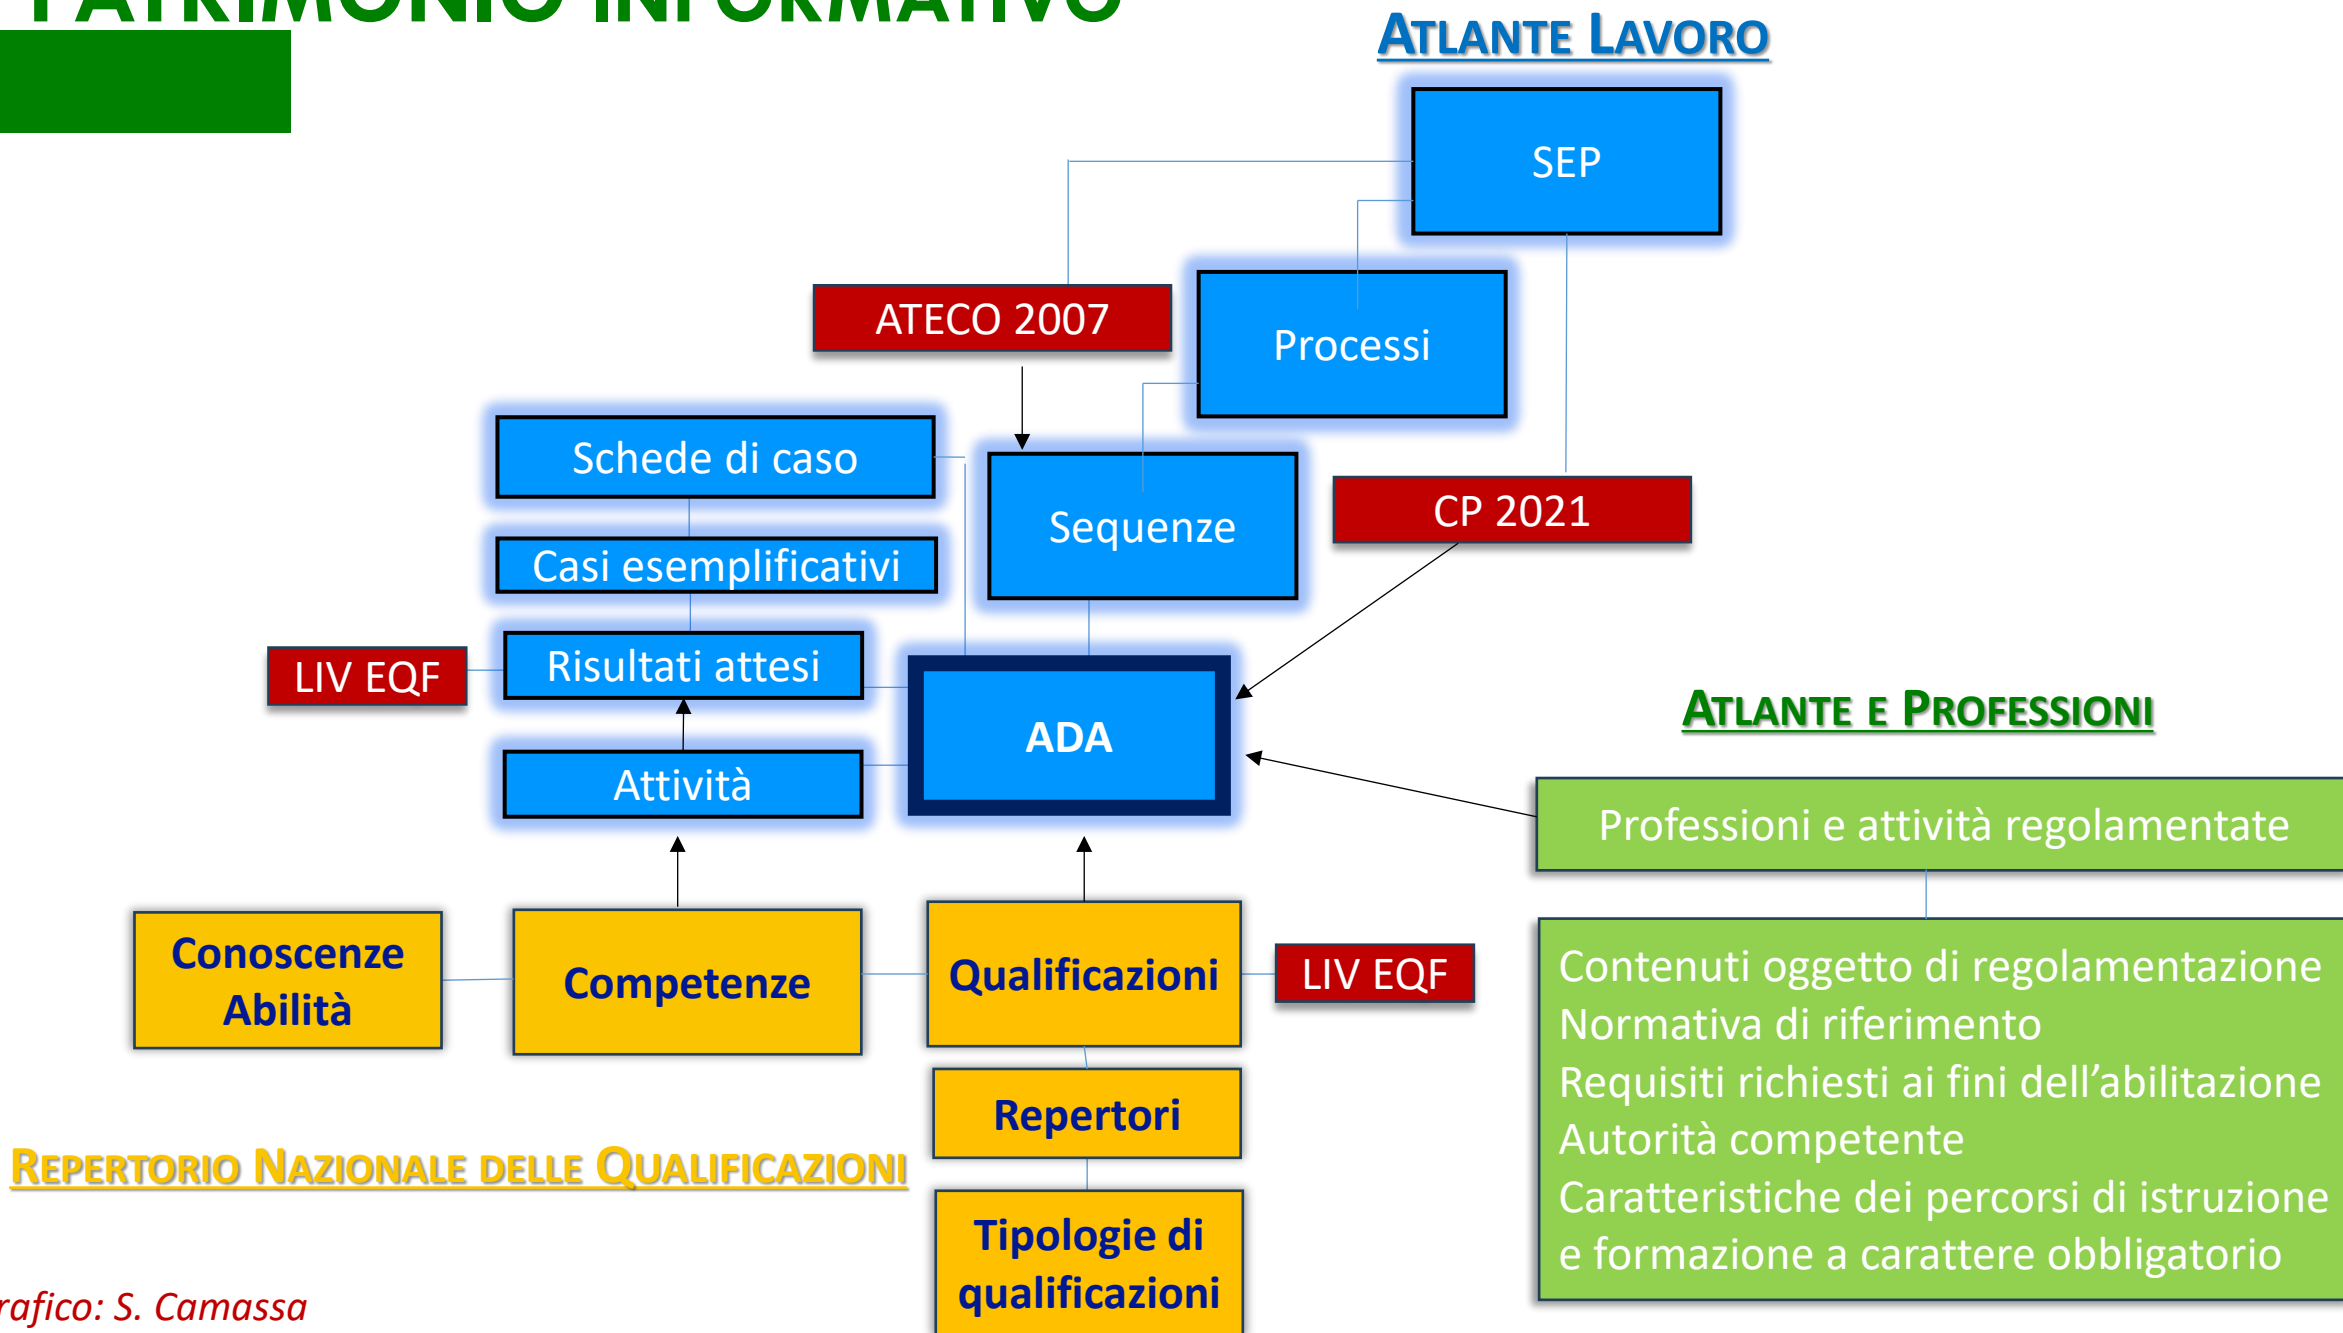 PATRIMONIO INFORMATIVO
ATLANTE LAVORO
SEP
ATECO 2007
Processi
Schede di caso
Sequenze
CP 2021
Casi esemplificativi
LIV EQF
Risultati attesi
ADA
Attività
ATLANTE E PROFESSIONI
Professioni e attività regolamentate
Conoscenze
Abilità
Competenze
Qualificazioni
LIV EQF
Contenuti oggetto di regolamentazione
Normativa di riferimento
Requisiti richiesti ai fini dell’abilitazione
Autorità competente
Caratteristiche dei percorsi di istruzione
e formazione a carattere obbligatorio
Repertori
REPERTORIO NAZIONALE DELLE QUALIFICAZIONI
Tipologie di
qualificazioni
rafico: S. Camassa